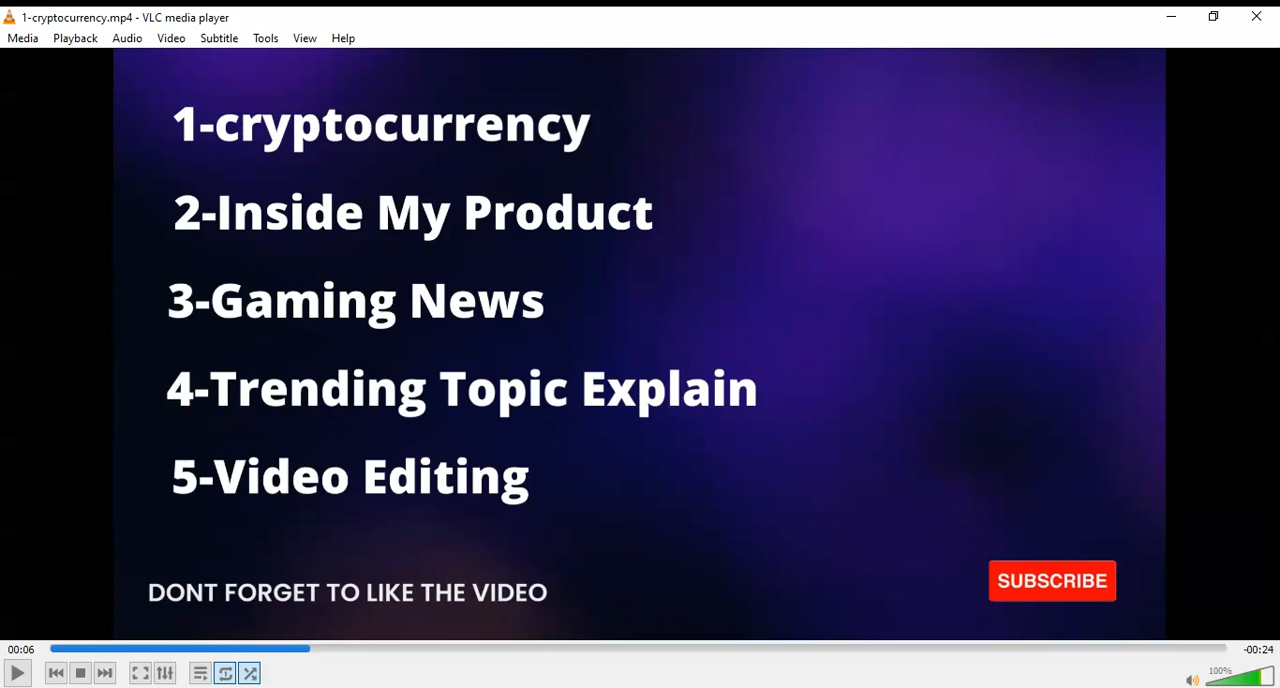 1-cryptocurrency.mp4 - VLC media player
Media Playback Audio Video Subtitle Tools View Help
1-cryptocurrency
2-Inside My Product
3-Gaming News
4-Trending Topic Explain
5-Video Editing
SUBSCRIBE
DONT FORGET TO LIKE THE VIDEO
00:06 -00:24
100%